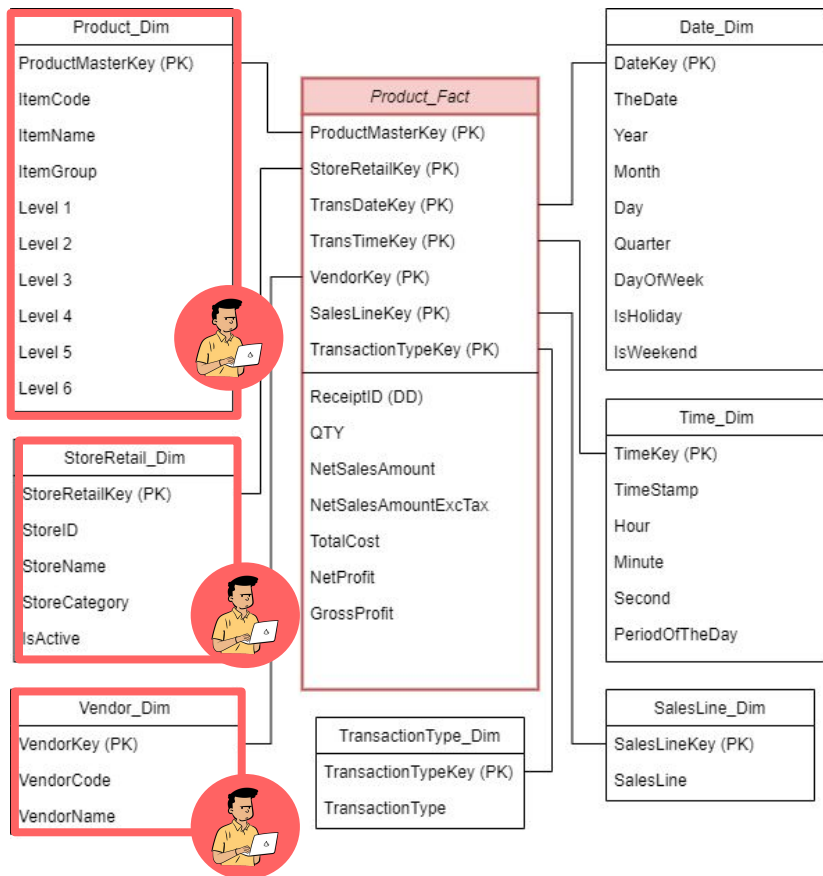 Product_Dim
ProductMasterKey (PK)
ItemCode
ItemName
ItemGroup
Level 1
Level 2
Level 3
Level 4
Level 5
Level 6
StoreRetail_Dim
StoreRetailKey (PK)
StoreID
StoreName
StoreCategory
IsActive
Vendor_Dim
VendorKey (PK)
VendorCode
VendorName
Product_Fact
ProductMasterKey (PK)
StoreRetailKey (PK)
TransDateKey (PK)
TransTimeKey (PK)
VendorKey (PK)
SalesLineKey (PK)
TransactionTypeKey (PK)
ReceiptID (DD)
QTY
NetSalesAmount
NetSalesAmountExcTax
TotalCost
NetProfit
GrossProfit
TransactionType_Dim
TransactionTypeKey (PK)
TransactionType
Date_Dim
DateKey (PK)
TheDate
Year
Month
Day
Quarter
DayOfWeek
IsHoliday
IsWeekend
Time_Dim
TimeKey (PK)
TimeStamp
Hour
Minute
Second
PeriodOfTheDay
SalesLine_Dim
SalesLineKey (PK)
SalesLine